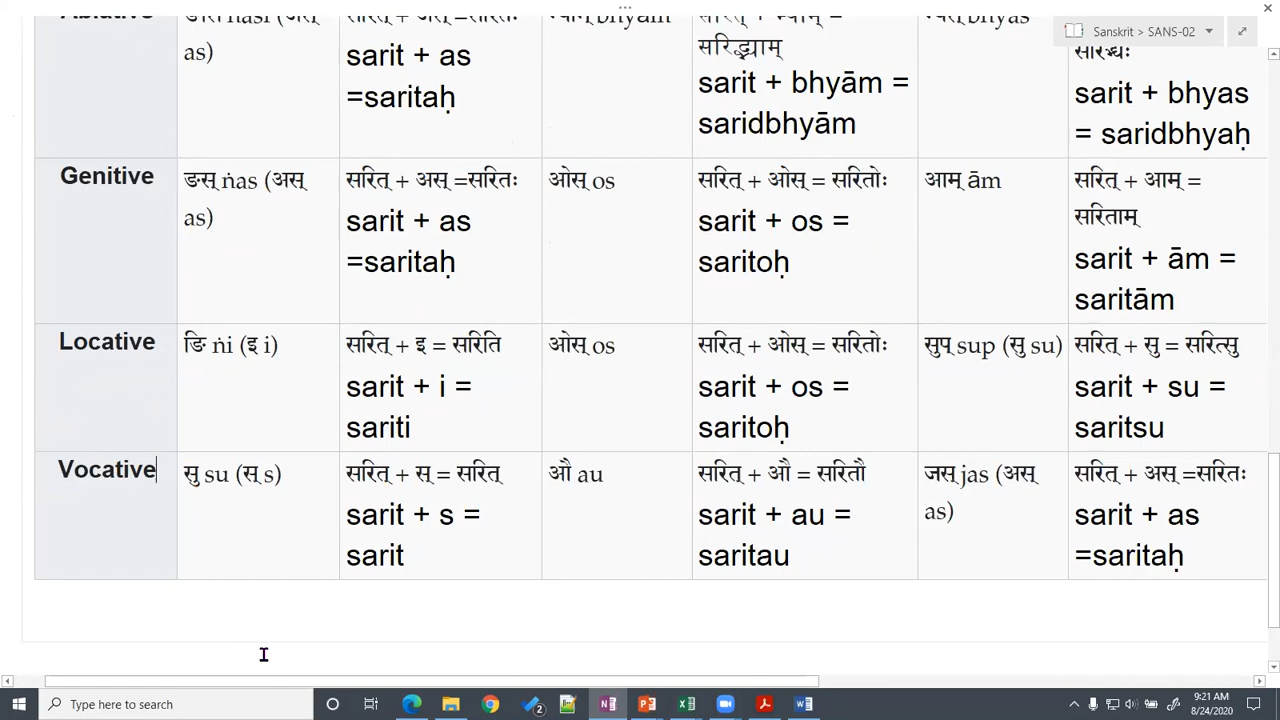 Sanskrit > SANS-02
as)
sarit + as
=saritaḥ
सरिद्भ्याम्
sarit + bhyām =
saridbhyām
सरिद्भ्यः
sarit + bhyas
= saridbhyaḥ
Genitive
ङस् ṅas (अस्
as)
सरित् + अस् =सरितः
sarit + as
=saritaḥ
ओस् os
सरित् + ओस् = सरितोः
sarit + os =
saritoḥ
आम् ām
सरित् + आम् =
सरिताम्
sarit + ām =
saritām
Locative
ङि ṅi (इ i)
सरित् + इ = सरिति
sarit + i =
sariti
ओस् os
सरित् + ओस् = सरितोः
sarit + os =
saritoḥ
सुप् sup (सु su)
सरित् + सु = सरित्सु
sarit + su =
saritsu
Vocative
सु su (स् s)
सरित् + स् = सरित्
sarit + s =
sarit
औ au
सरित् + औ = सरितौ
sarit + au =
saritau
जस् jas (अस्
as)
सरित् + अस् =सरितः
sarit + as
=saritaḥ
Type here to search
2
9:21 AM
8/24/2020